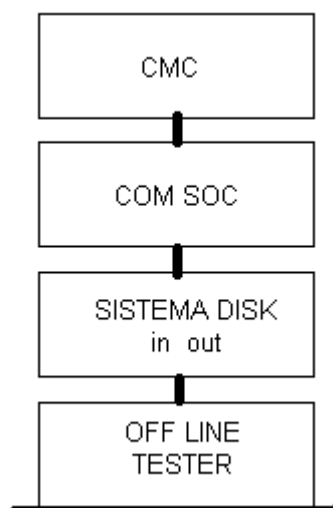 CMC
COM SOC
SISTEMA DISK
in out
OFF LINE
TESTER